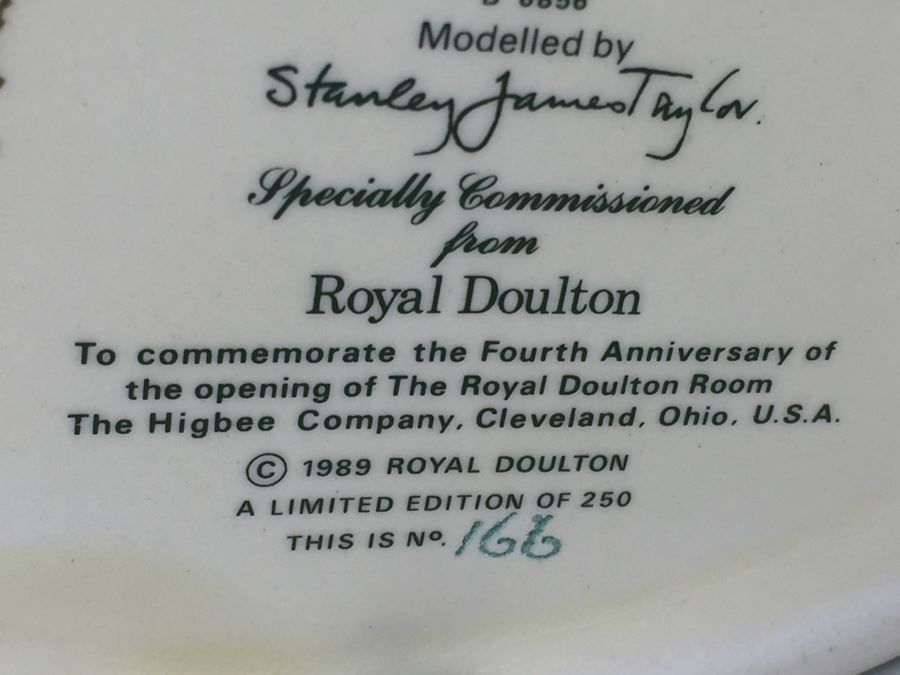 Modelled by
Stanley James Taylor.
Specially Commissioned
from
Royal Doulton
To commemorate the Fourth Anniversary of
the opening of The Royal Doulton Room
The Higbee Company, Cleveland, Ohio, U.S.A.
© 1989 ROYAL DOULTON
A LIMITED EDITION OF 250
THIS IS Nº.